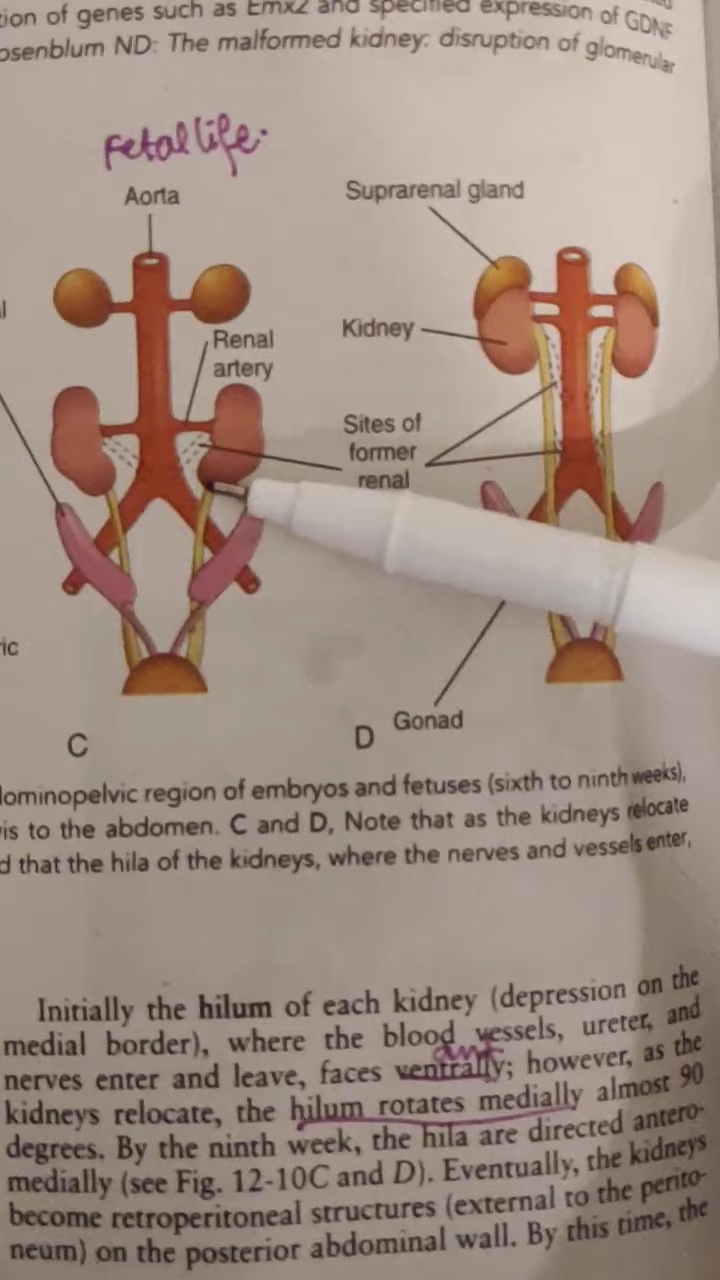 tion of genes such as Emx2 and specified expression of GDNF
osenblum ND: The malformed kidney: disruption of glomerular
Fetal life.
Aorta
Suprarenal gland
Renal
artery
Kidney
Sites of
former
renal
ic
C
D
Gonad
dominopelvic region of embryos and fetuses (sixth to ninth weeks),
is to the abdomen. C and D, Note that as the kidneys relocate
d that the hila of the kidneys, where the nerves and vessels enter,
Initially the hilum of each kidney (depression on the
medial border), where the blood vessels, ureter, and
ant
nerves enter and leave, faces ventrally; however, as the
kidneys relocate, the hilum rotates medially almost 90
degrees. By the ninth week, the hila are directed antero-
medially (see Fig. 12-10C and D). Eventually, the kidneys
become retroperitoneal structures (external to the perito-
neum) on the posterior abdominal wall. By this time, the